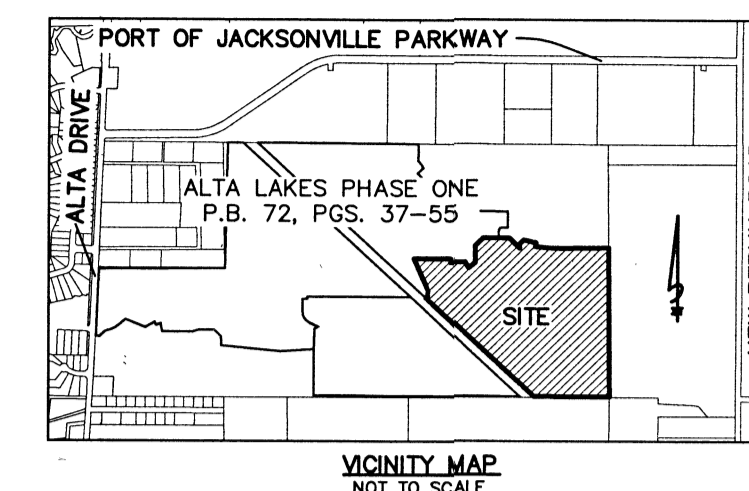 PORT OF JACKSONVILLE PARKWAY
ALTA DRIVE
ALTA LAKES PHASE ONE
P.B. 72, PGS. 37-55
SITE
VICINITY MAP
NOT TO SCALE